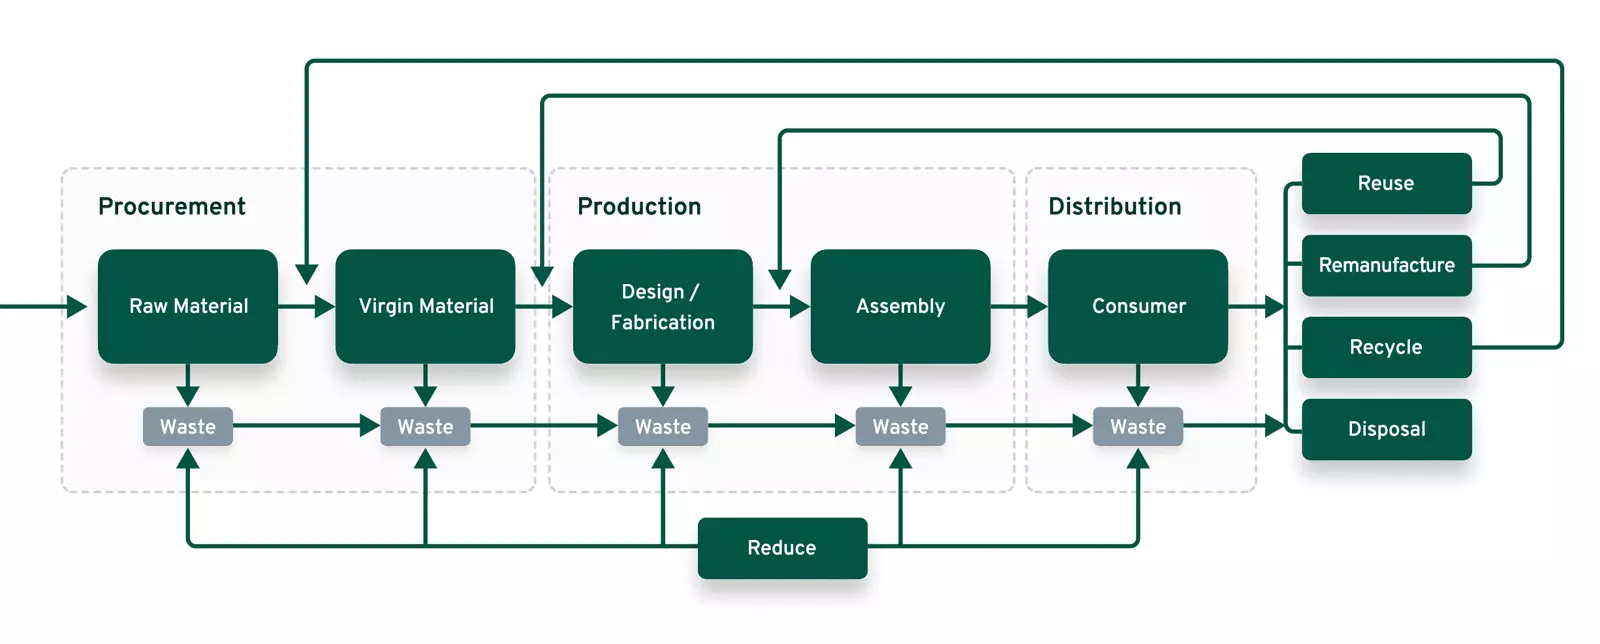 Procurement
Production
Distribution
Reuse
Remanufacture
Recycle
Disposal
Raw Material
Virgin Material
Design /
Fabrication
Assembly
Consumer
Waste
Waste
Waste
Waste
Waste
Reduce